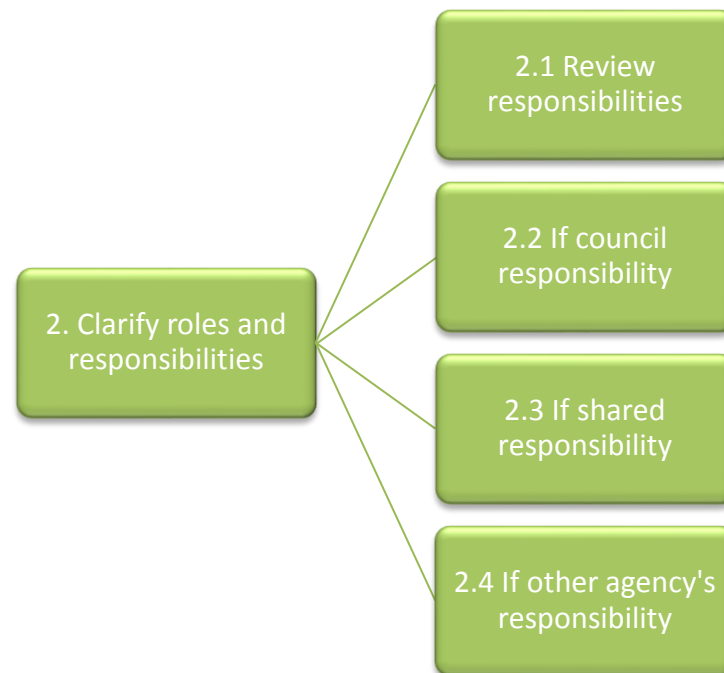 2.1 Review
responsibilities
2.2 If council
responsibility
2. Clarify roles and
responsibilities
2.3 If shared
responsibility
2.4 If other agency's
responsibility